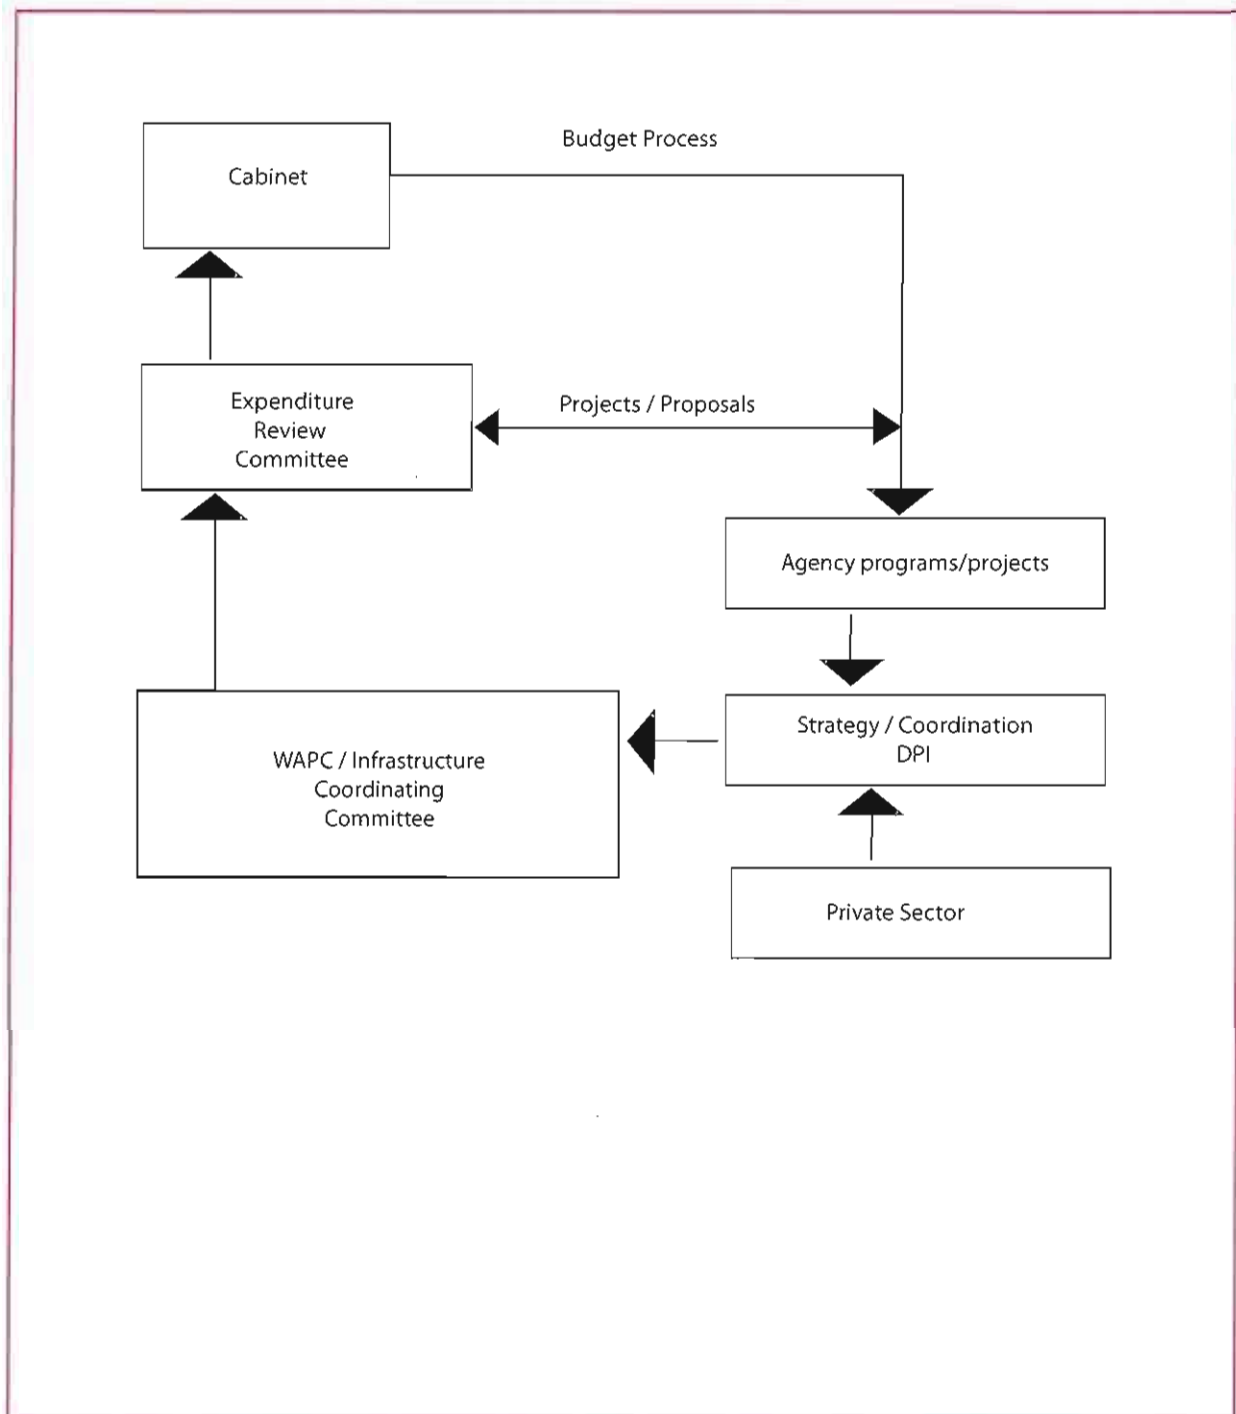 Budget Process
Cabinet
Expenditure
Review
Committee
Projects / Proposals
Agency programs/projects
Strategy / Coordination
DPI
WAPC / Infrastructure
Coordinating
Committee
Private Sector